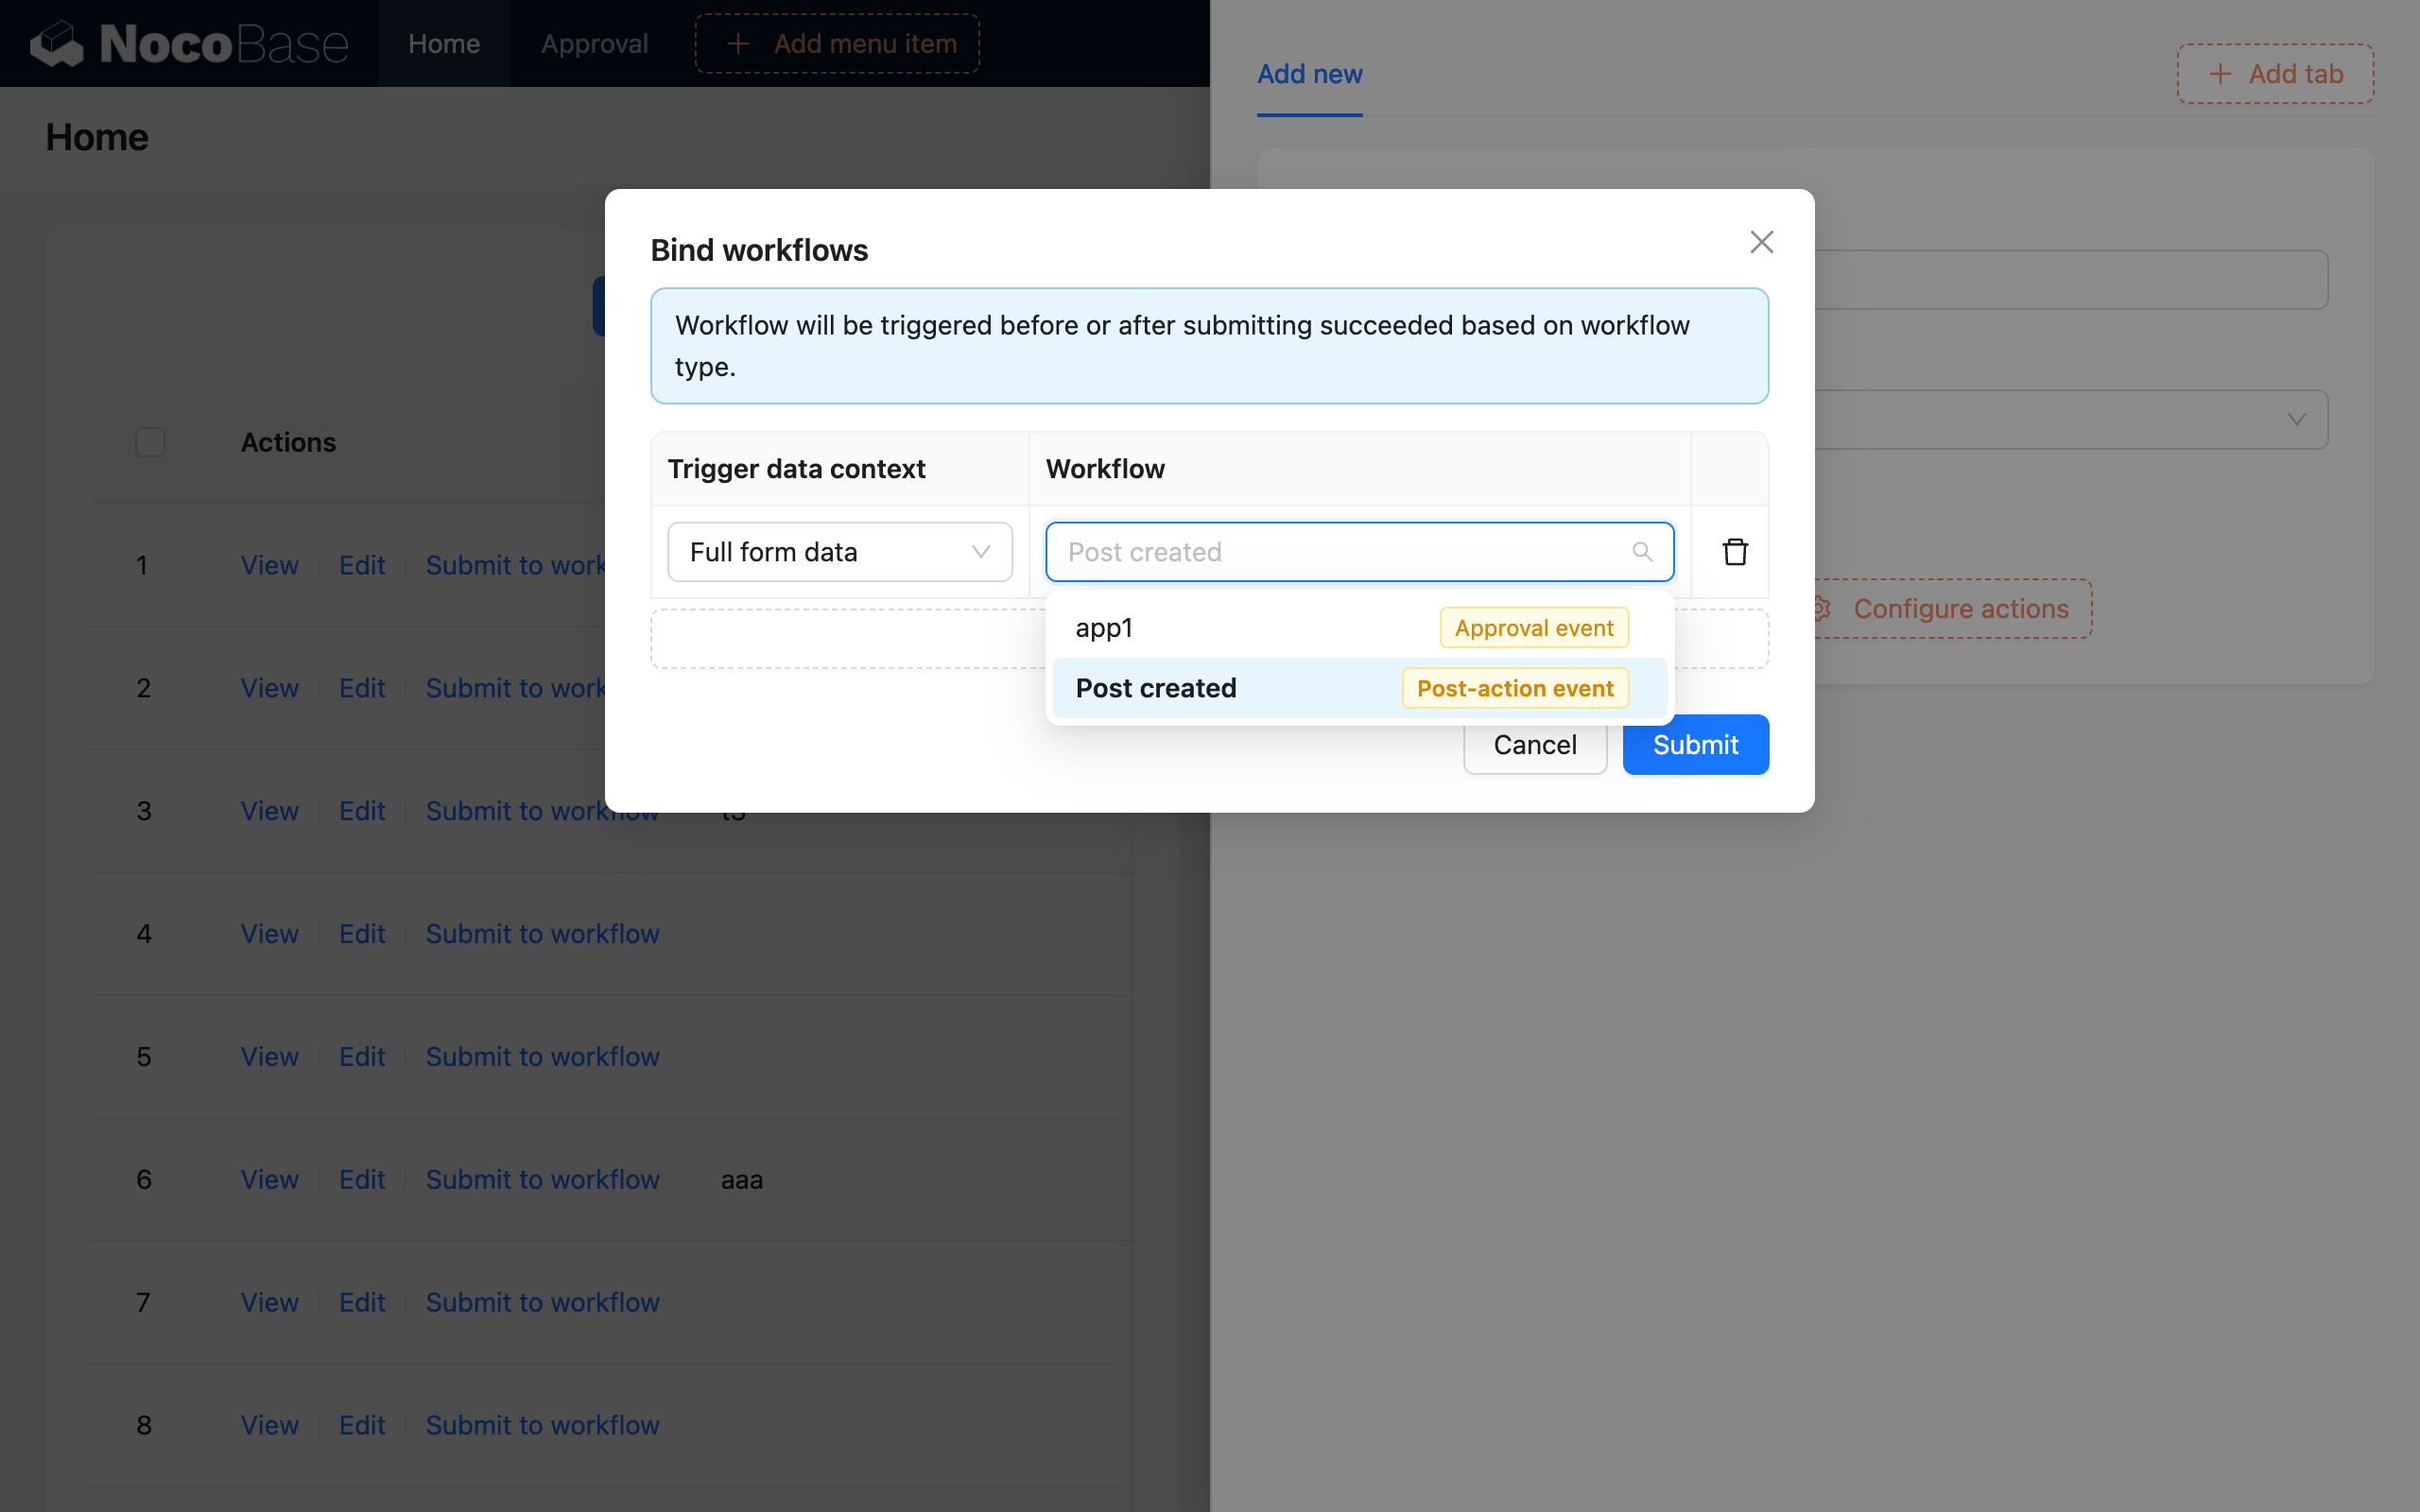 NocoBase
Home
Approval
Add menu item
Add new
Add tab
Home
Bind workflows
Workflow will be triggered before or after submitting succeeded based on workflow
type.
Actions
Trigger data context
Workflow
Full form data
Post created
1
View
Edit
Submit to work
app1
Approval event
Configure actions
2
View
Edit
Submit to work
Post created
Post-action event
Cancel
Submit
3
View
Edit
Submit to workflow
4
View
Edit
Submit to workflow
5
View
Edit
Submit to workflow
6
View
Edit
Submit to workflow
aaa
7
View
Edit
Submit to workflow
8
View
Edit
Submit to workflow